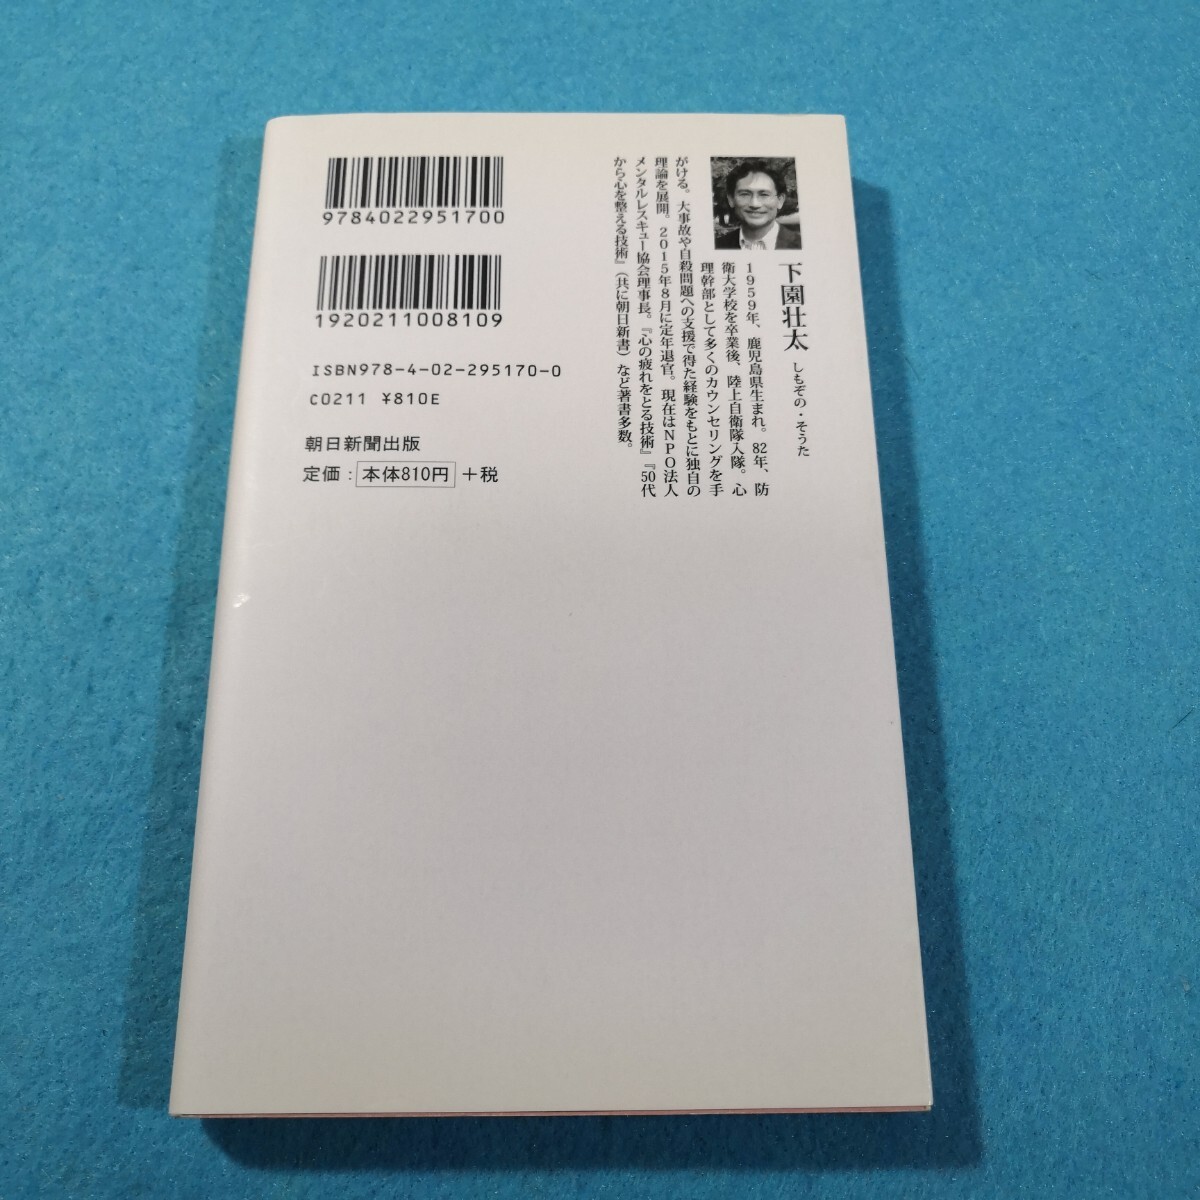 9784022951700
1920211008109
ISBN978-4-02-295170-0
C0211 ¥810E
朝日新聞出版
定価：本体810円＋税
下園壮太 しもぞの・そうた
1959年、鹿児島県生まれ。82年、防
衛大学校を卒業後、陸上自衛隊入隊。心
理幹部として多くのカウンセリングを手
がける。大事故や自殺問題への支援で得た経験をもとに独自の
理論を展開。2015年8月に定年退官。現在はNPO法人
メンタルレスキュー協会理事長。『心の疲れをとる技術』『50代
から心を整える技術』（共に朝日新書）など著書多数。